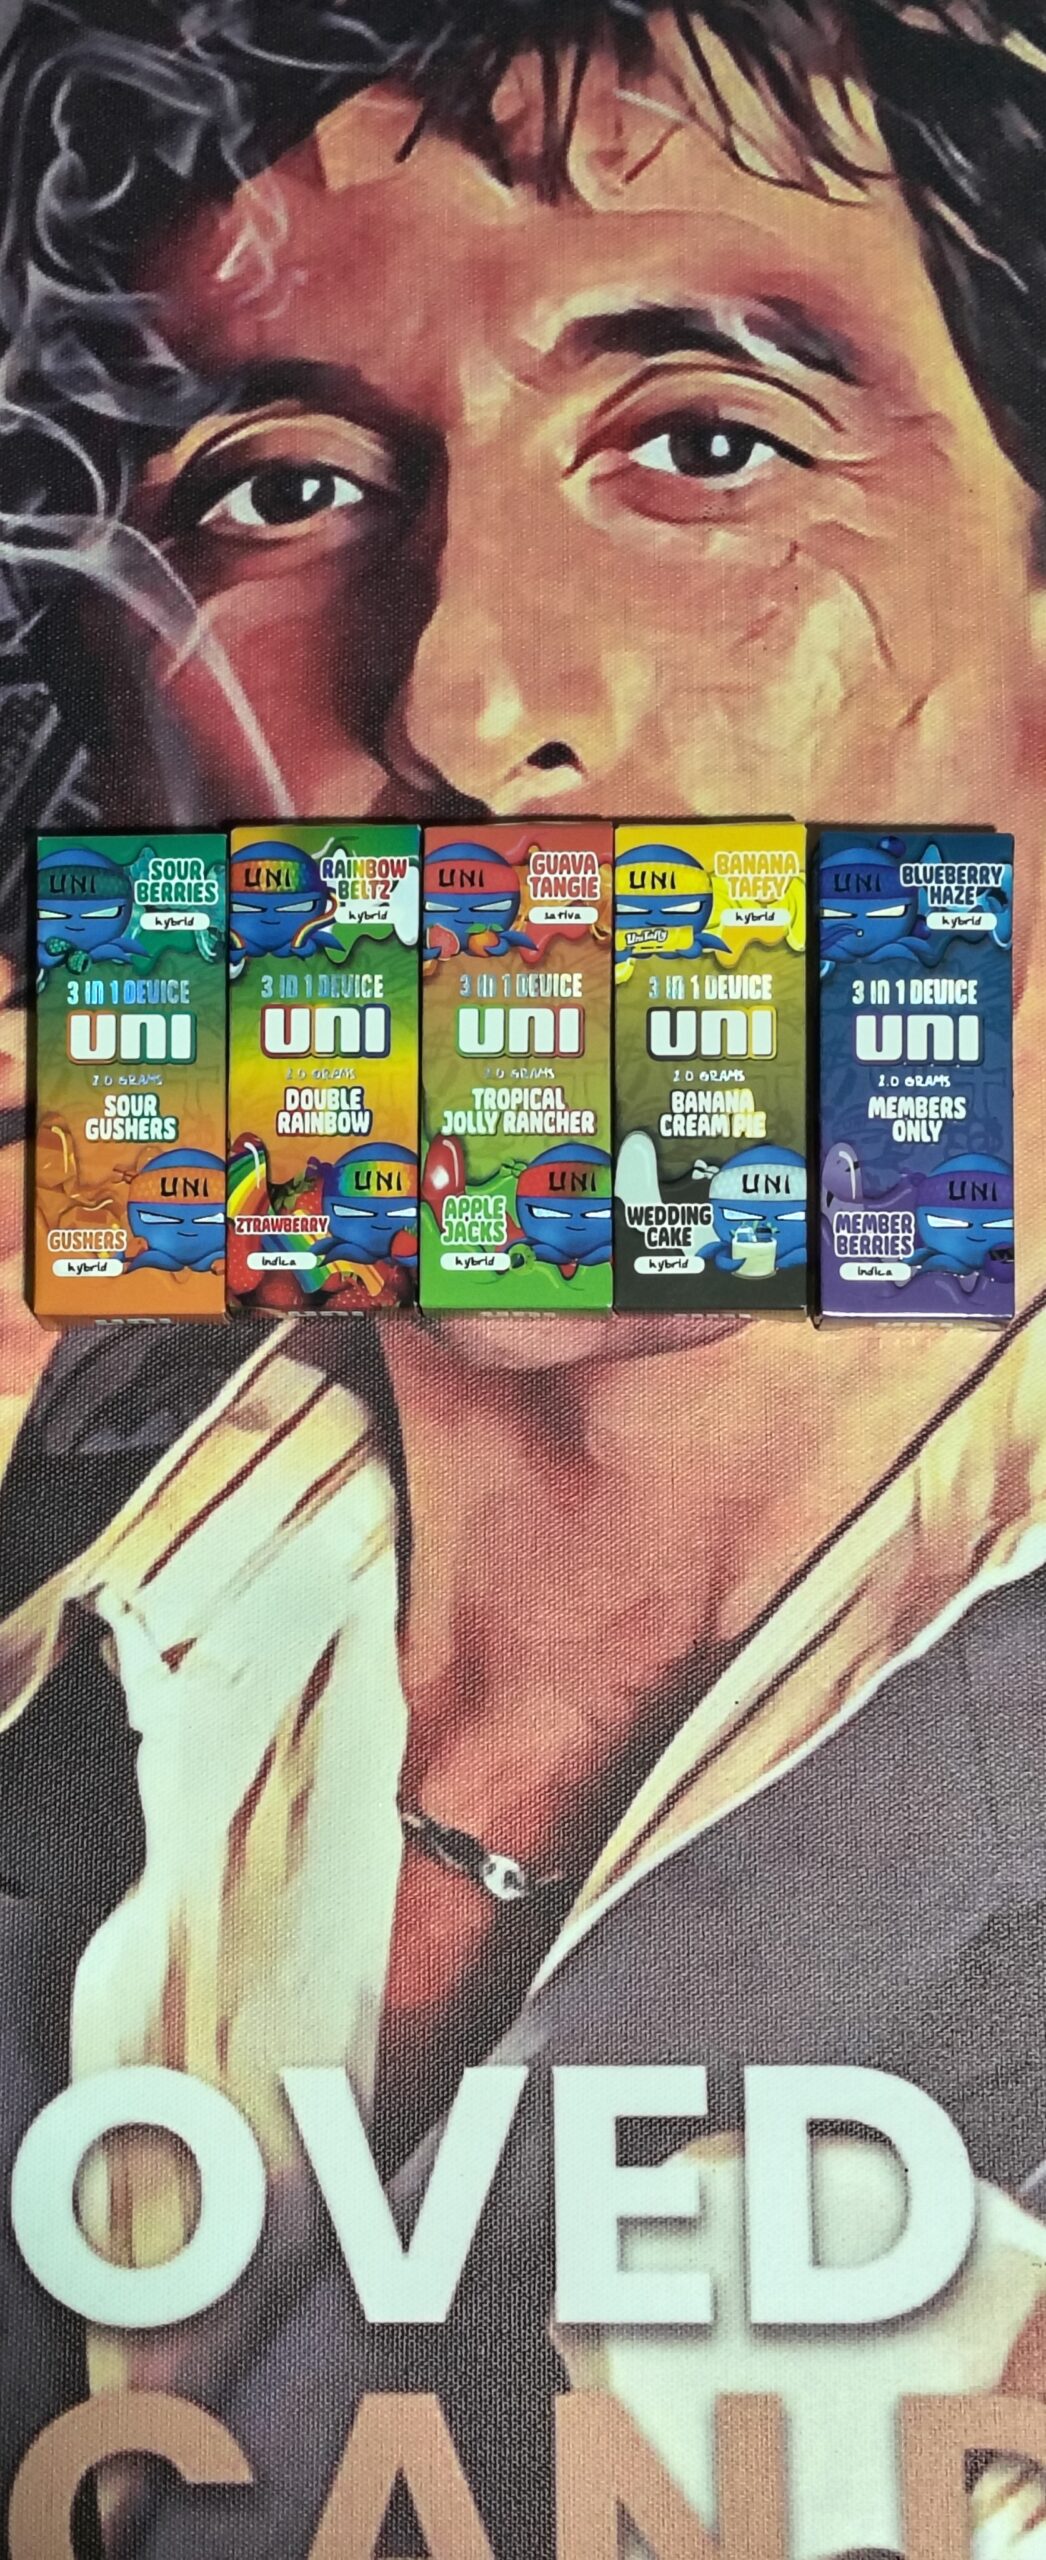 UNI
SOUR
BERRIES
hybrid
3 in 1 DEVICE
UNI
2.0 GRAMS
SOUR
GUSHERS
UNI
GUSHERS
hybrid
UNI
RAINBOW
BELTZ
hybrid
3 in 1 DEVICE
UNI
2.0 GRAMS
DOUBLE
RAINBOW
UNI
ZTRAWBERRY
indica
UNI
UNI
GUAVA
TANGIE
sativa
3 in 1 DEVICE
UNI
2.0 GRAMS
TROPICAL
JOLLY RANCHER
UNI
APPLE
JACKS
hybrid
UNI
BANANA
TAFFY
hybrid
UniTaffy
3 in 1 DEVICE
UNI
2.0 GRAMS
BANANA
CREAM PIE
UNI
WEDDING
CAKE
hybrid
UNI
BLUEBERRY
HAZE
hybrid
3 in 1 DEVICE
UNI
2.0 GRAMS
MEMBERS
ONLY
UNI
MEMBER
BERRIES
indica
OVED